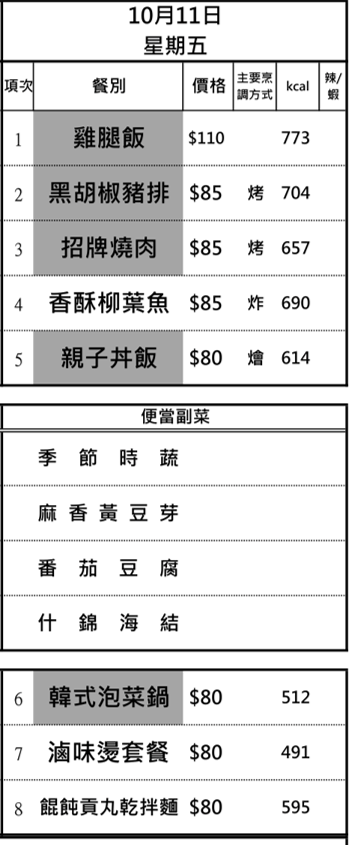 10月11日
星期五
項次 餐別 價格 主要烹調方式 kcal 辣/蝦
1 雞腿飯 $110 773
2 黑胡椒豬排 $85 烤 704
3 招牌燒肉 $85 烤 657
4 香酥柳葉魚 $85 炸 690
5 親子丼飯 $80 燴 614
便當副菜
季節時蔬
麻香黃豆芽
番茄豆腐
什錦海結
6 韓式泡菜鍋 $80 512
7 滷味燙套餐 $80 491
8 餛飩貢丸乾拌麵 $80 595